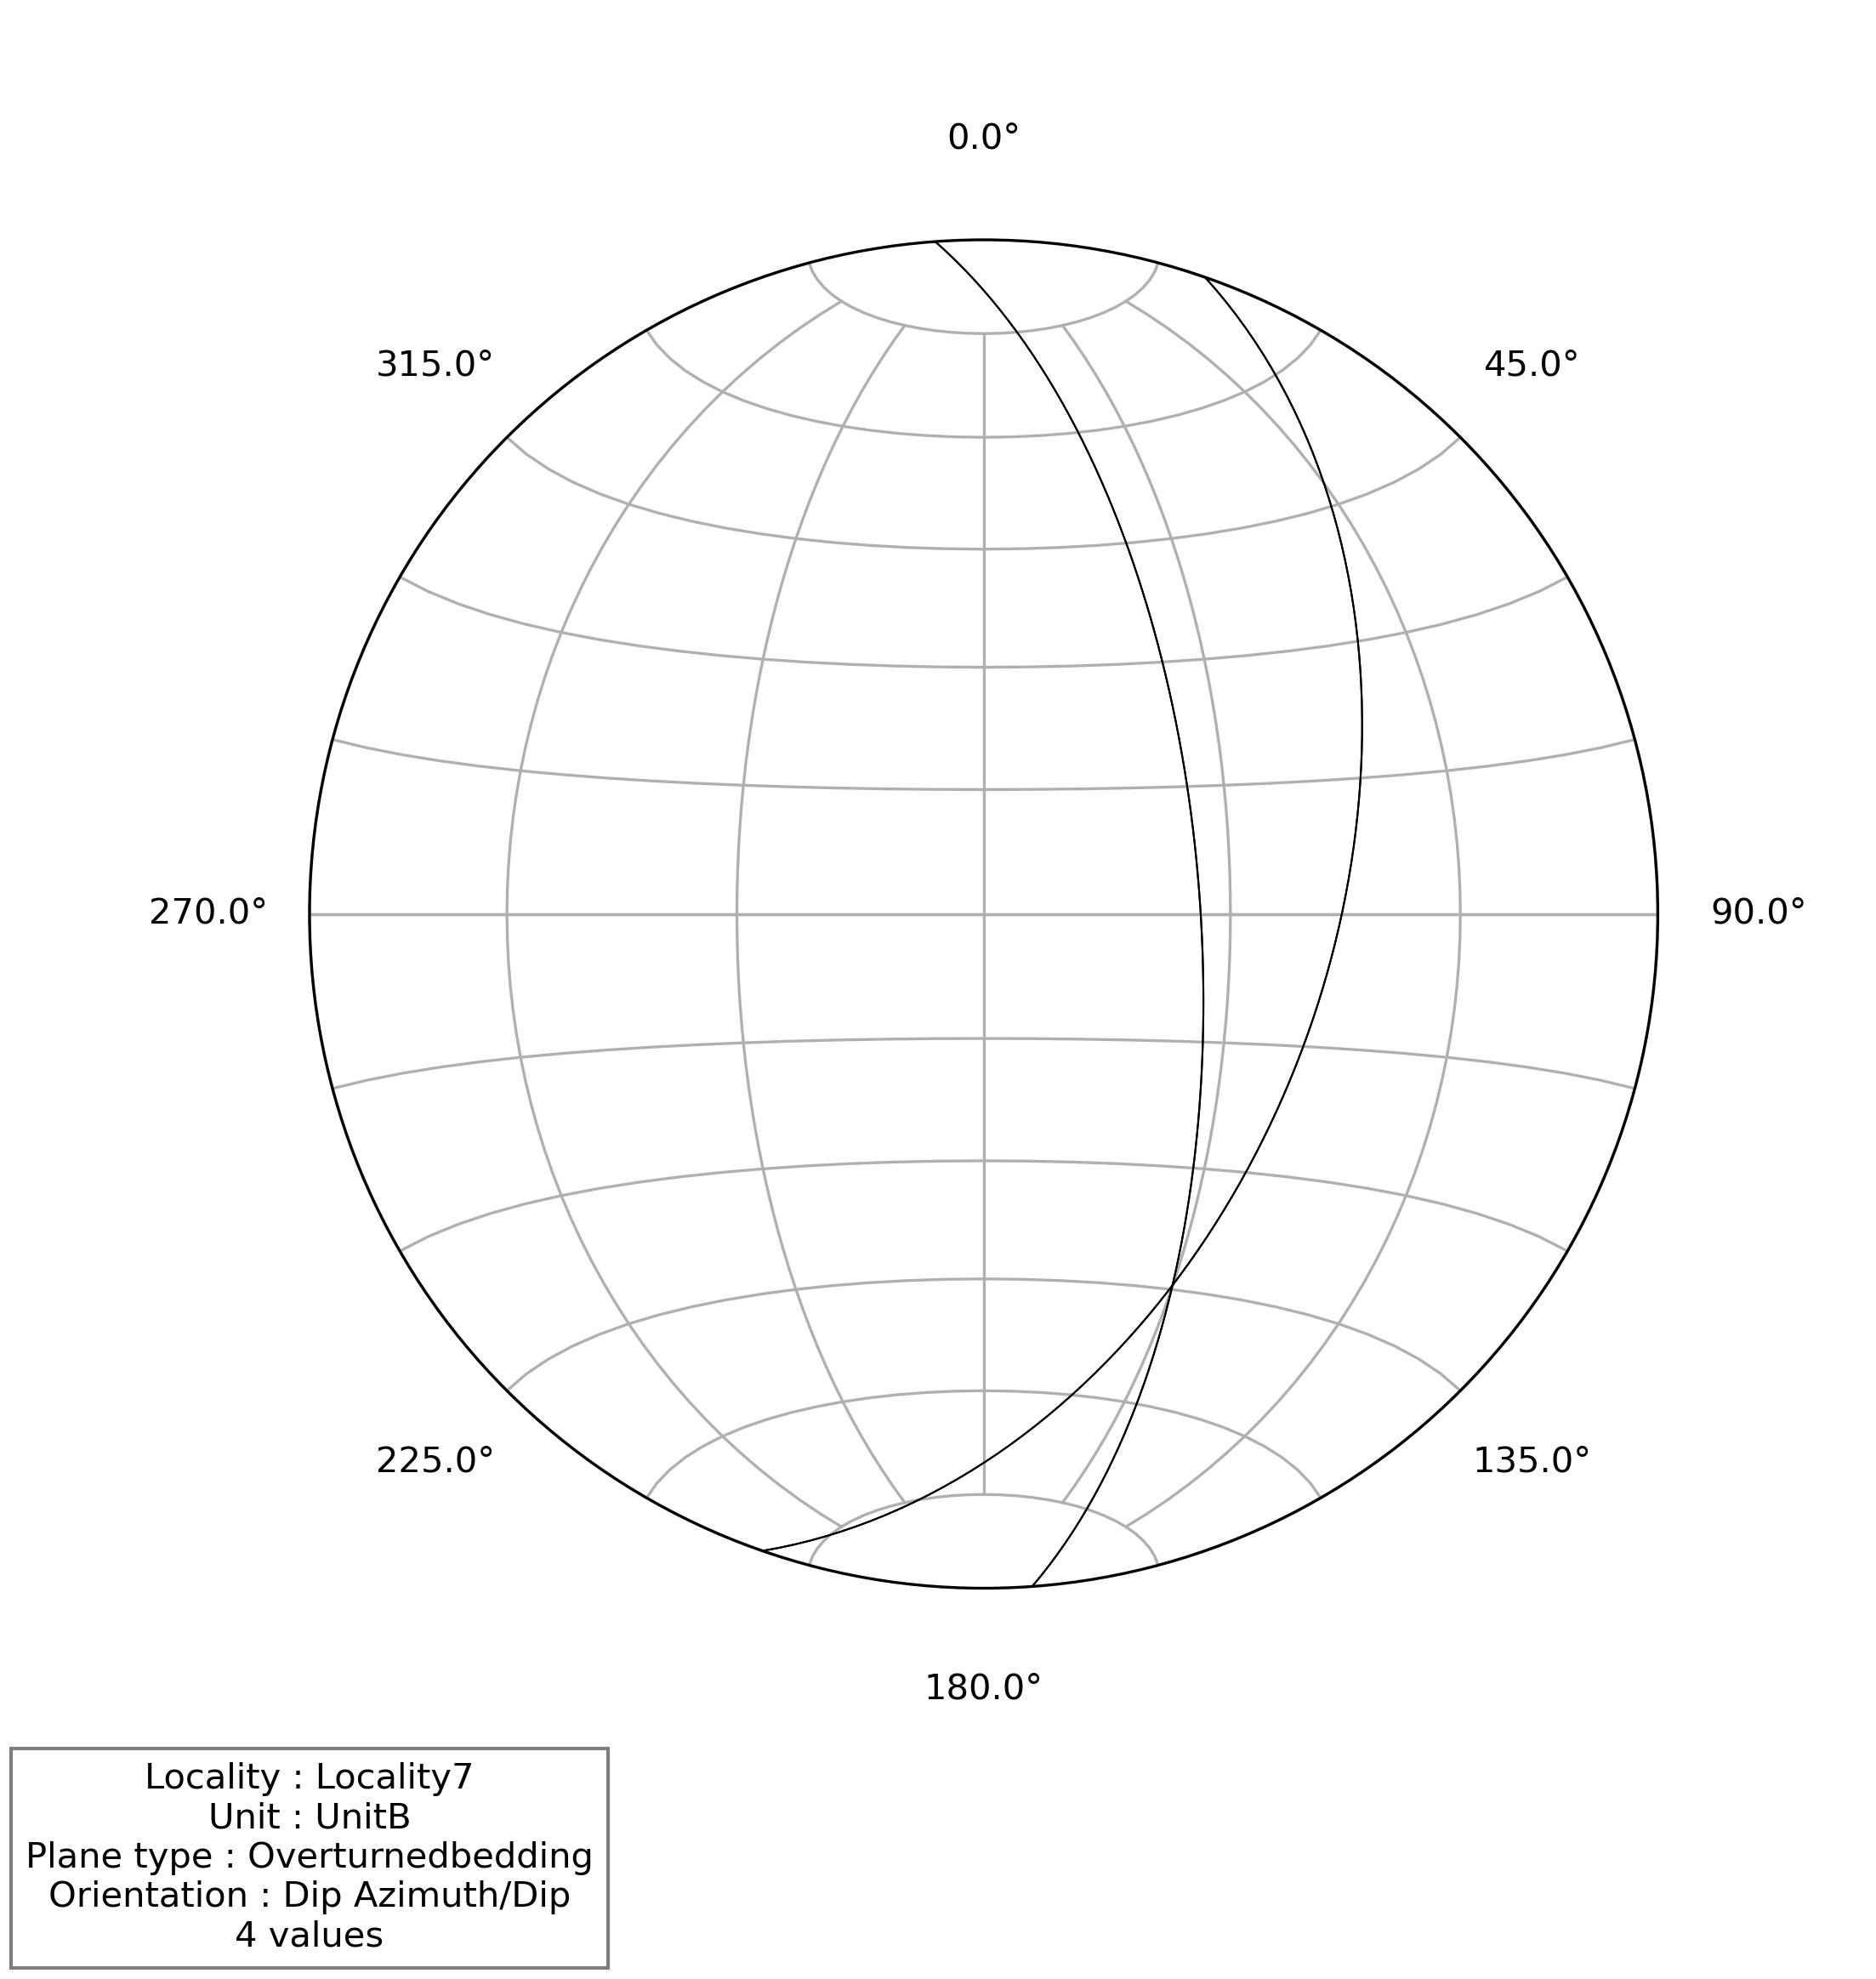 0.0°
315.0°
45.0°
270.0°
90.0°
225.0°
135.0°
180.0°
Locality : Locality7
Unit : UnitB
Plane type : Overturnedbedding
Orientation : Dip Azimuth/Dip
4 values